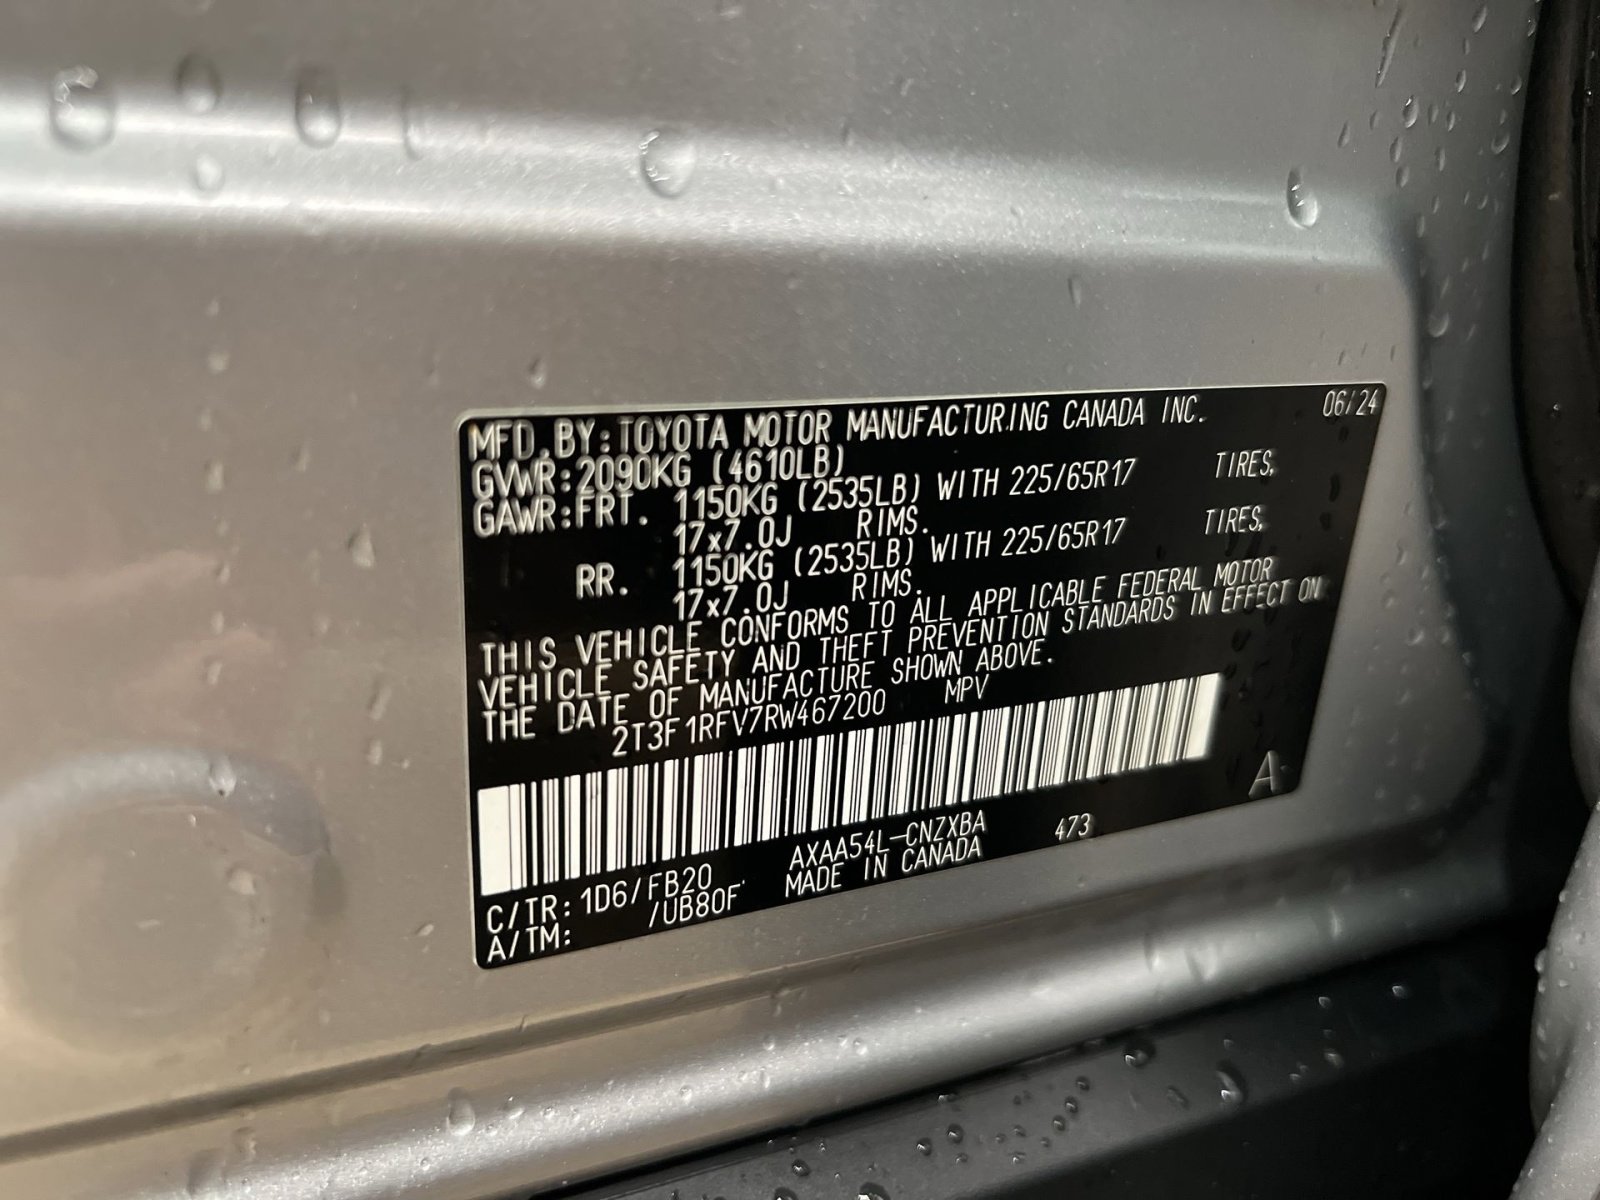 MFD. BY: TOYOTA MOTOR MANUFACTURING CANADA INC. 06/24
GVWR: 2090KG (4610LB)
GAWR: FRT. 1150KG (2535LB) WITH 225/65R17 TIRES,
17x7.0J RIMS.
RR. 1150KG (2535LB) WITH 225/65R17 TIRES,
17x7.0J RIMS.
THIS VEHICLE CONFORMS TO ALL APPLICABLE FEDERAL MOTOR
VEHICLE SAFETY AND THEFT PREVENTION STANDARDS IN EFFECT ON
THE DATE OF MANUFACTURE SHOWN ABOVE.
2T3F1RFV7RW467200 MPV
A
C/TR: 1D6/FB20 AXAA54L-CNZXBA 473
A/TM: /UB80F MADE IN CANADA